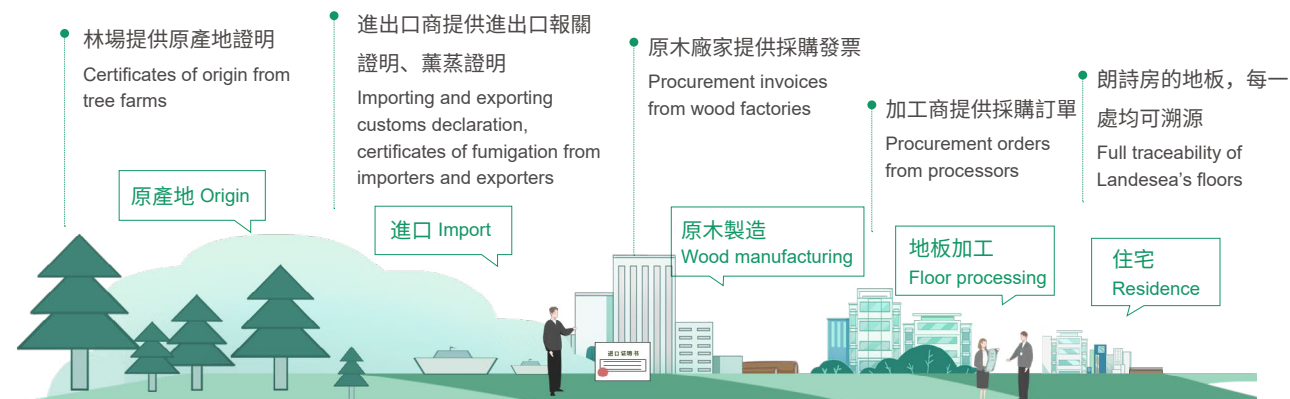 林場提供原產地證明
Certificates of origin from
tree farms
原產地 Origin
進出口商提供進出口報關
證明、薰蒸證明
Importing and exporting
customs declaration,
certificates of fumigation from
importers and exporters
進口 Import
原木廠家提供採購發票
Procurement invoices
from wood factories
原木製造
Wood manufacturing
加工商提供採購訂單
Procurement orders
from processors
地板加工
Floor processing
朗詩房的地板，每一
處均可溯源
Full traceability of
Landesea's floors
住宅
Residence
进口证明书